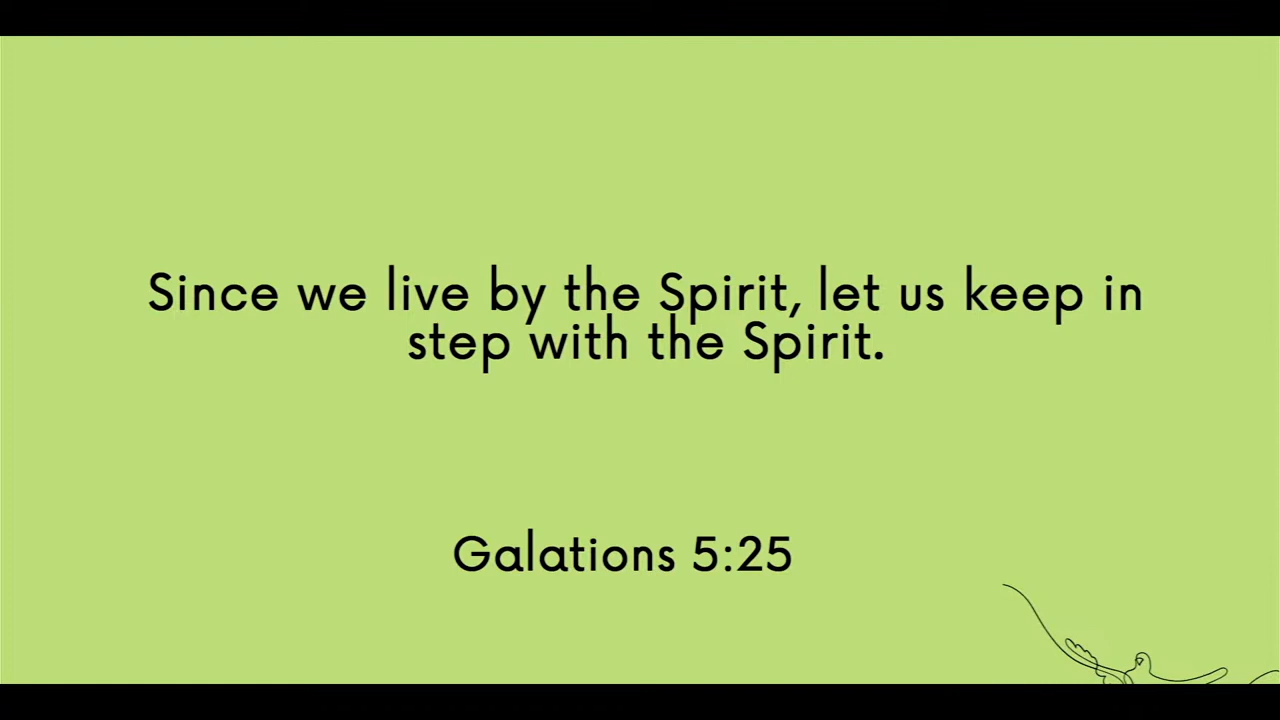 Since we live by the Spirit, let us keep in
step with the Spirit.
Galations 5:25